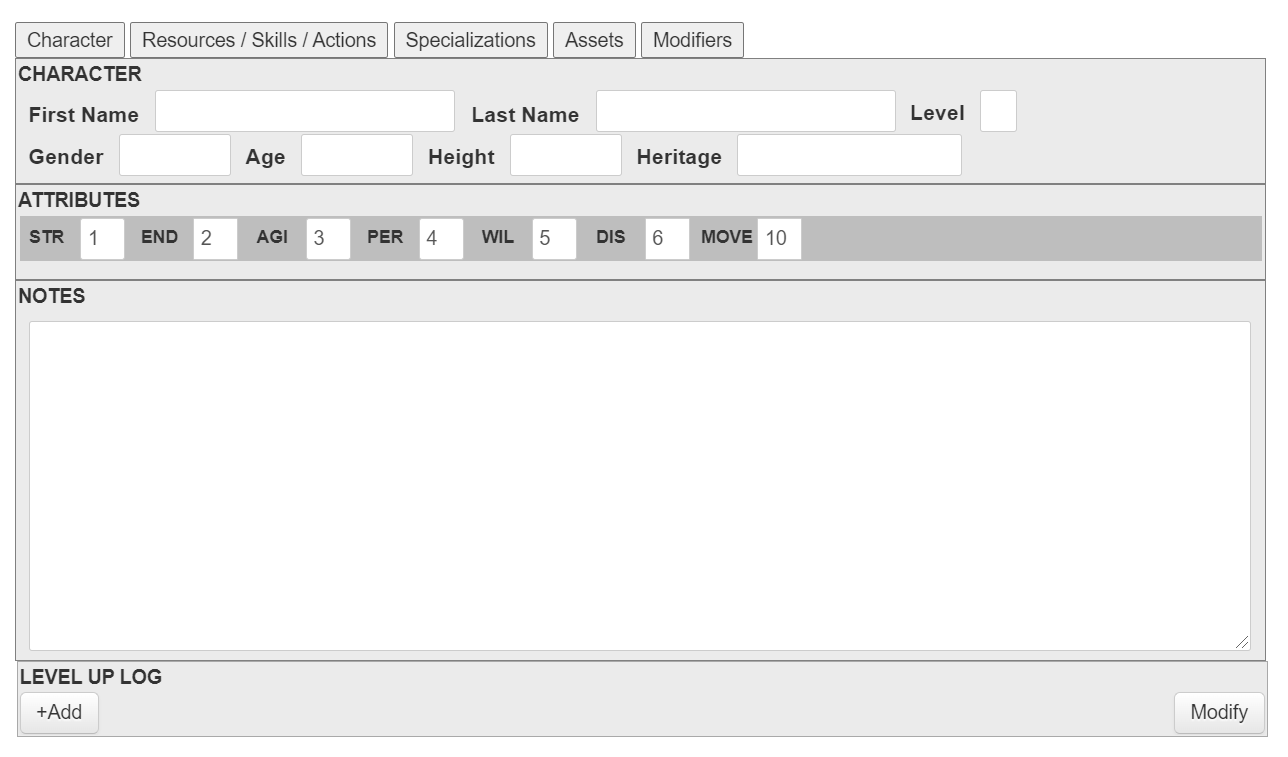 Character Resources / Skills / Actions Specializations Assets Modifiers
CHARACTER
First Name Last Name Level
Gender Age Height Heritage
ATTRIBUTES
STR 1 END 2 AGI 3 PER 4 WIL 5 DIS 6 MOVE 10
NOTES
LEVEL UP LOG
+Add Modify